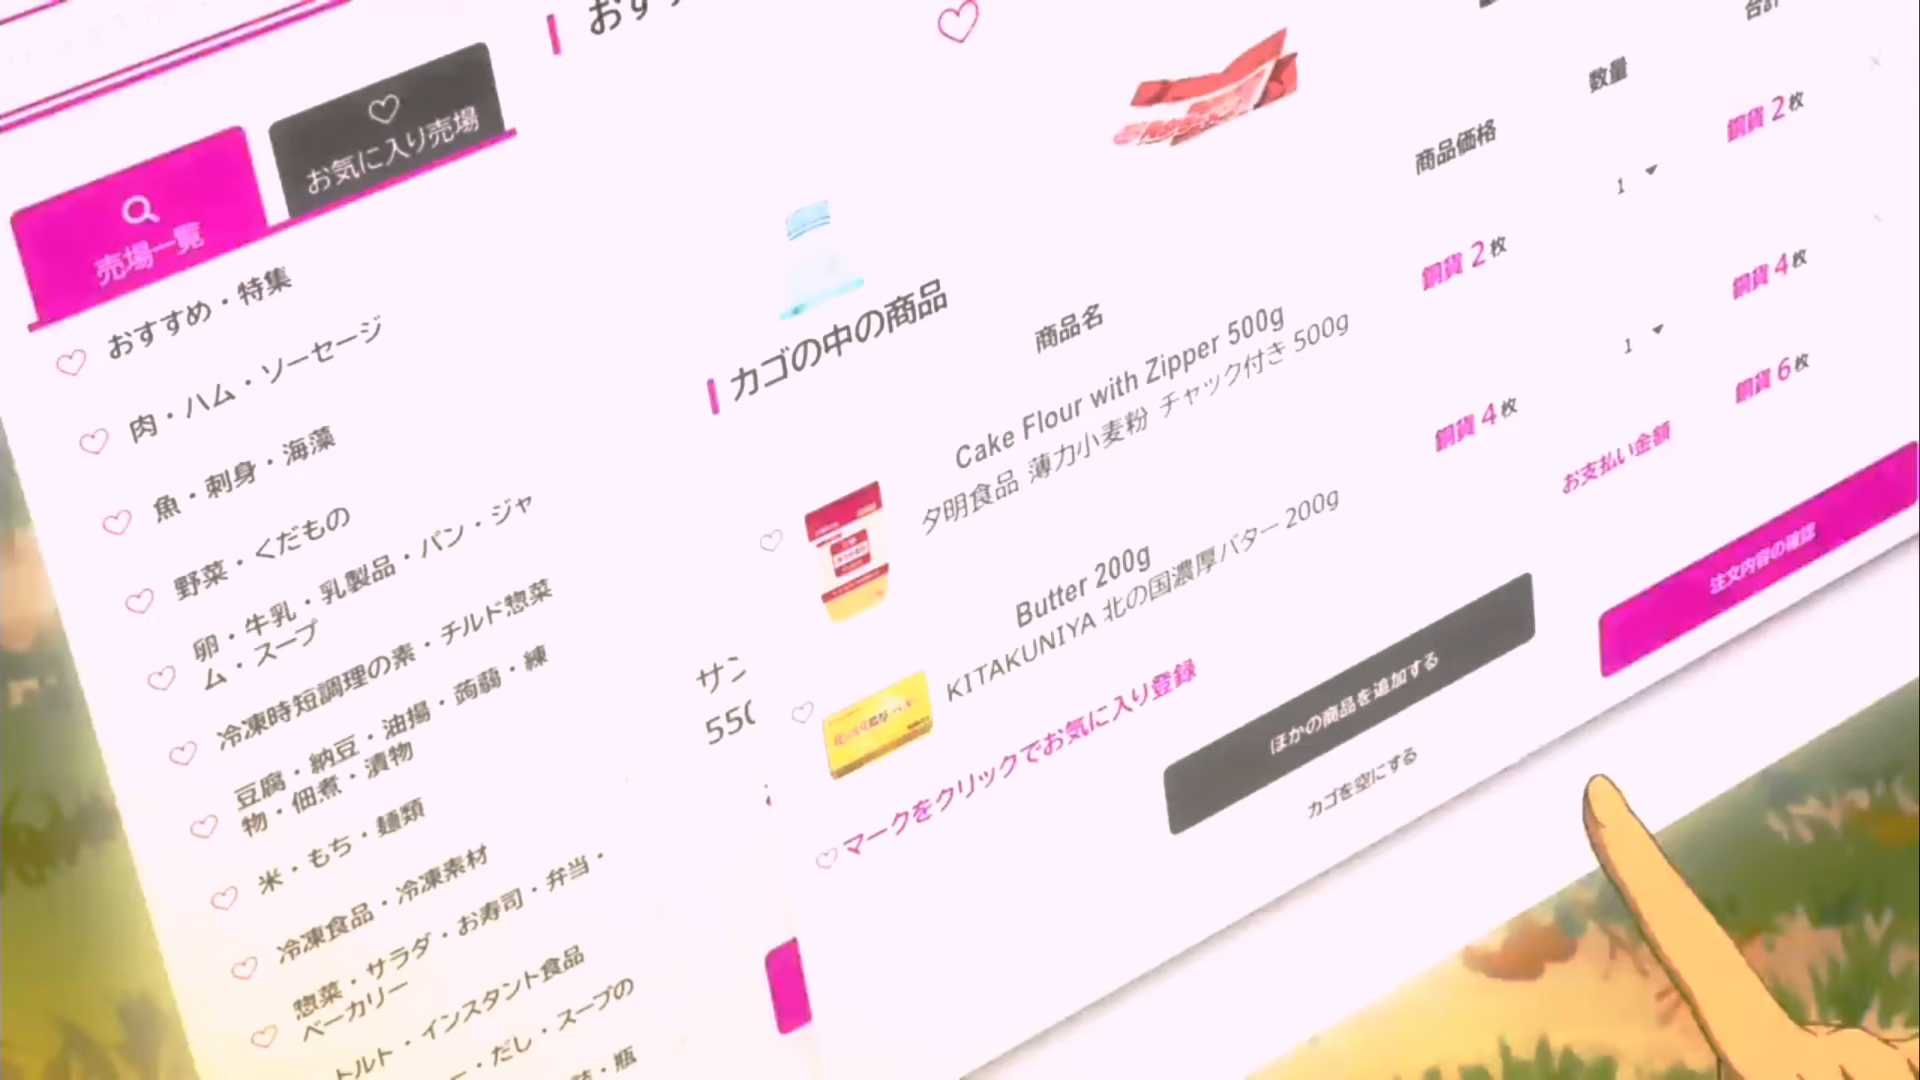 お気に入り売場
売場一覧
おすすめ・特集
肉・ハム・ソーセージ
魚・刺身・海藻
野菜・くだもの
卵・牛乳・乳製品・パン・ジャ
ム・スープ
冷凍時短調理の素・チルド惣菜
豆腐・納豆・油揚・蒟蒻・練
物・佃煮・漬物
米・もち・麺類
冷凍食品・冷凍素材
惣菜・サラダ・お寿司・弁当・
ベーカリー
トルト・インスタント食品
ー・だし・スープの
瓶
おす
サン
カゴの中の商品
商品名
商品価格
数量
合計
Cake Flour with Zipper 500g
夕明食品 薄力小麦粉 チャック付き 500g
銅貨 2 枚
1
銅貨 2 枚
Butter 200g
KITAKUNIYA 北の国濃厚バター 200g
銅貨 4 枚
1
銅貨 4 枚
お支払い金額
銅貨 6 枚
マークをクリックでお気に入り登録
ほかの商品を追加する
カゴを空にする
注文内容の確認